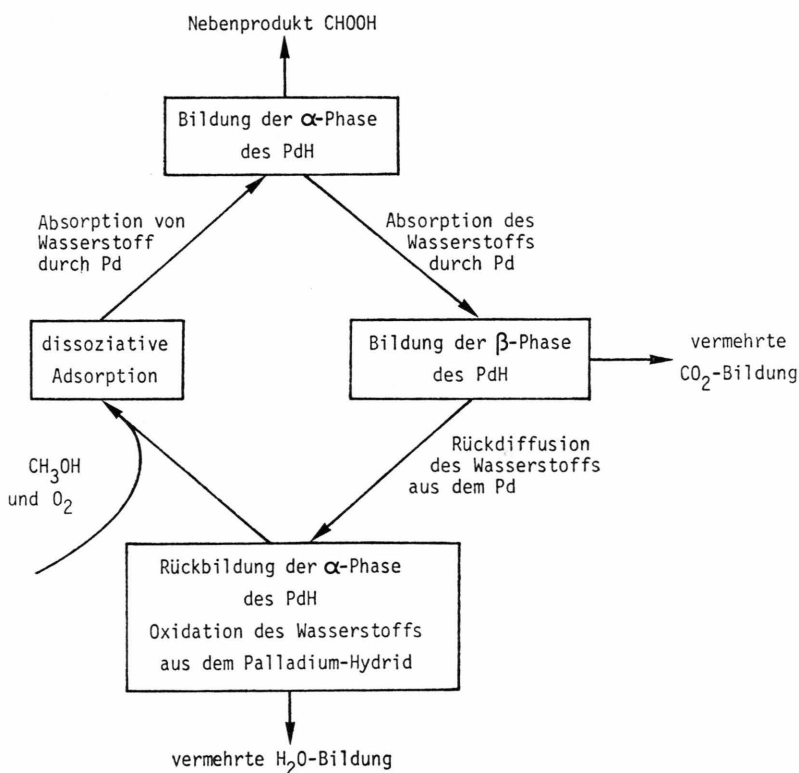 Nebenprodukt CHOOH
Bildung der α-Phase
des PdH
Absorption von
Wasserstoff
durch Pd
Absorption des
Wasserstoffs
durch Pd
dissoziative
Adsorption
Bildung der β-Phase
des PdH
vermehrte
CO₂-Bildung
CH₃OH
und O₂
Rückdiffusion
des Wasserstoffs
aus dem Pd
Rückbildung der α-Phase
des PdH
Oxidation des Wasserstoffs
aus dem Palladium-Hydrid
vermehrte H₂O-Bildung